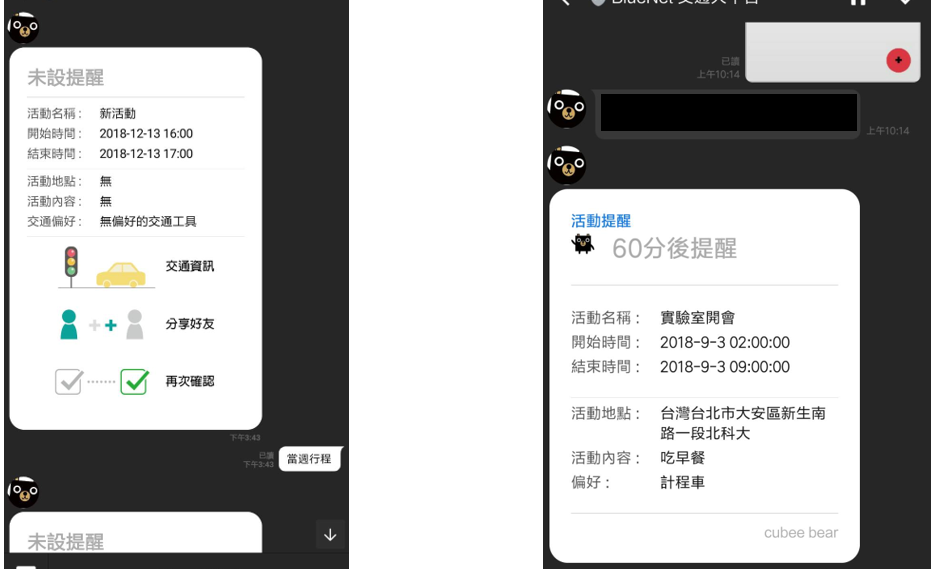 未設提醒
活動名稱： 新活動
開始時間： 2018-12-13 16:00
結束時間： 2018-12-13 17:00
活動地點： 無
活動內容： 無
交通偏好： 無偏好的交通工具
交通資訊
分享好友
再次確認
下午3:43
已讀
下午3:43
當週行程
未設提醒
已讀
上午10:14
上午10:14
活動提醒
60分後提醒
活動名稱： 實驗室開會
開始時間： 2018-9-3 02:00:00
結束時間： 2018-9-3 09:00:00
活動地點： 台灣台北市大安區新生南
路一段北科大
活動內容： 吃早餐
偏好： 計程車
cubee bear